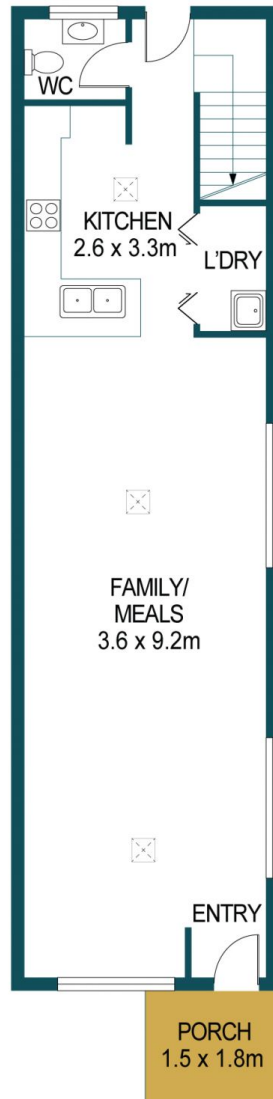 WC
KITCHEN
2.6 x 3.3m
L'DRY
FAMILY/
MEALS
3.6 x 9.2m
ENTRY
PORCH
1.5 x 1.8m